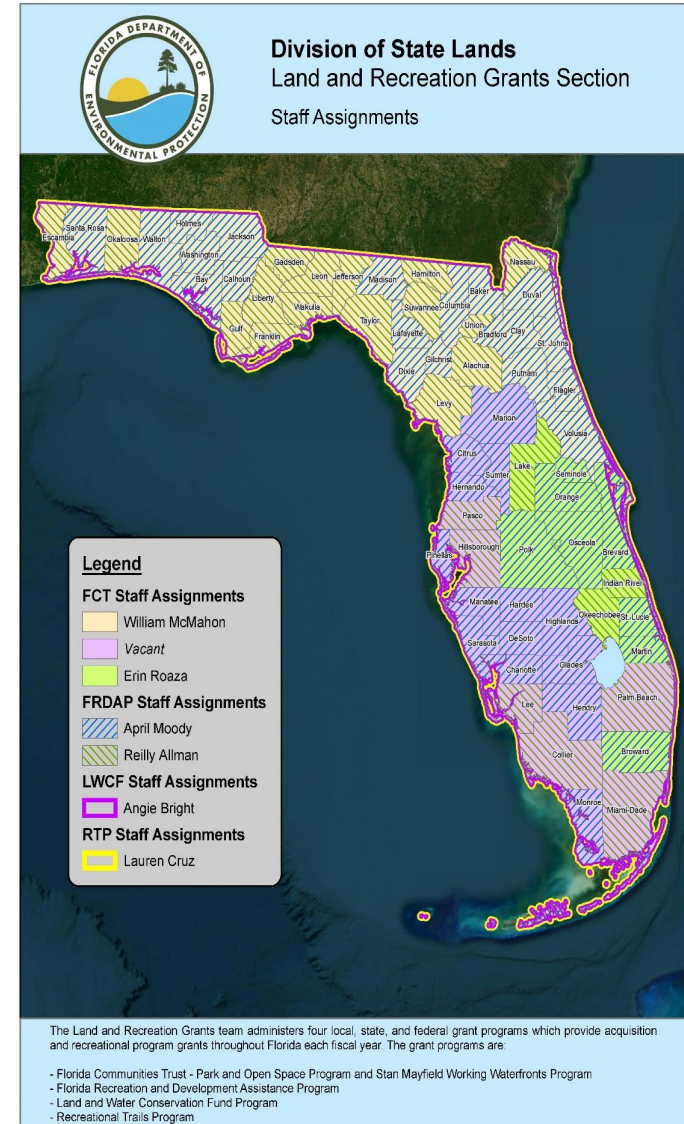 FLORIDA DEPARTMENT OF
ENVIRONMENTAL PROTECTION
Division of State Lands
Land and Recreation Grants Section
Staff Assignments
Escambia
Santa Rosa
Okaloosa
Walton
Holmes
Jackson
Washington
Bay
Calhoun
Gadsden
Leon
Jefferson
Madison
Hamilton
Liberty
Wakulla
Gulf
Franklin
Taylor
Suwannee
Columbia
Baker
Nassau
Duval
Lafayette
Union
Bradford
Clay
St. Johns
Dixie
Gilchrist
Alachua
Putnam
Flagler
Levy
Marion
Volusia
Citrus
Sumter
Lake
Seminole
Hernando
Orange
Pasco
Pinellas
Hillsborough
Polk
Osceola
Brevard
Indian River
Manatee
Hardee
Highlands
Okeechobee
St. Lucie
Sarasota
DeSoto
Martin
Charlotte
Glades
Lee
Hendry
Palm Beach
Collier
Broward
Monroe
Miami-Dade
Legend
FCT Staff Assignments
William McMahon
Vacant
Erin Roaza
FRDAP Staff Assignments
April Moody
Reilly Allman
LWCF Staff Assignments
Angie Bright
RTP Staff Assignments
Lauren Cruz
The Land and Recreation Grants team administers four local, state, and federal grant programs which provide acquisition
and recreational program grants throughout Florida each fiscal year. The grant programs are:
- Florida Communities Trust - Park and Open Space Program and Stan Mayfield Working Waterfronts Program
- Florida Recreation and Development Assistance Program
- Land and Water Conservation Fund Program
- Recreational Trails Program